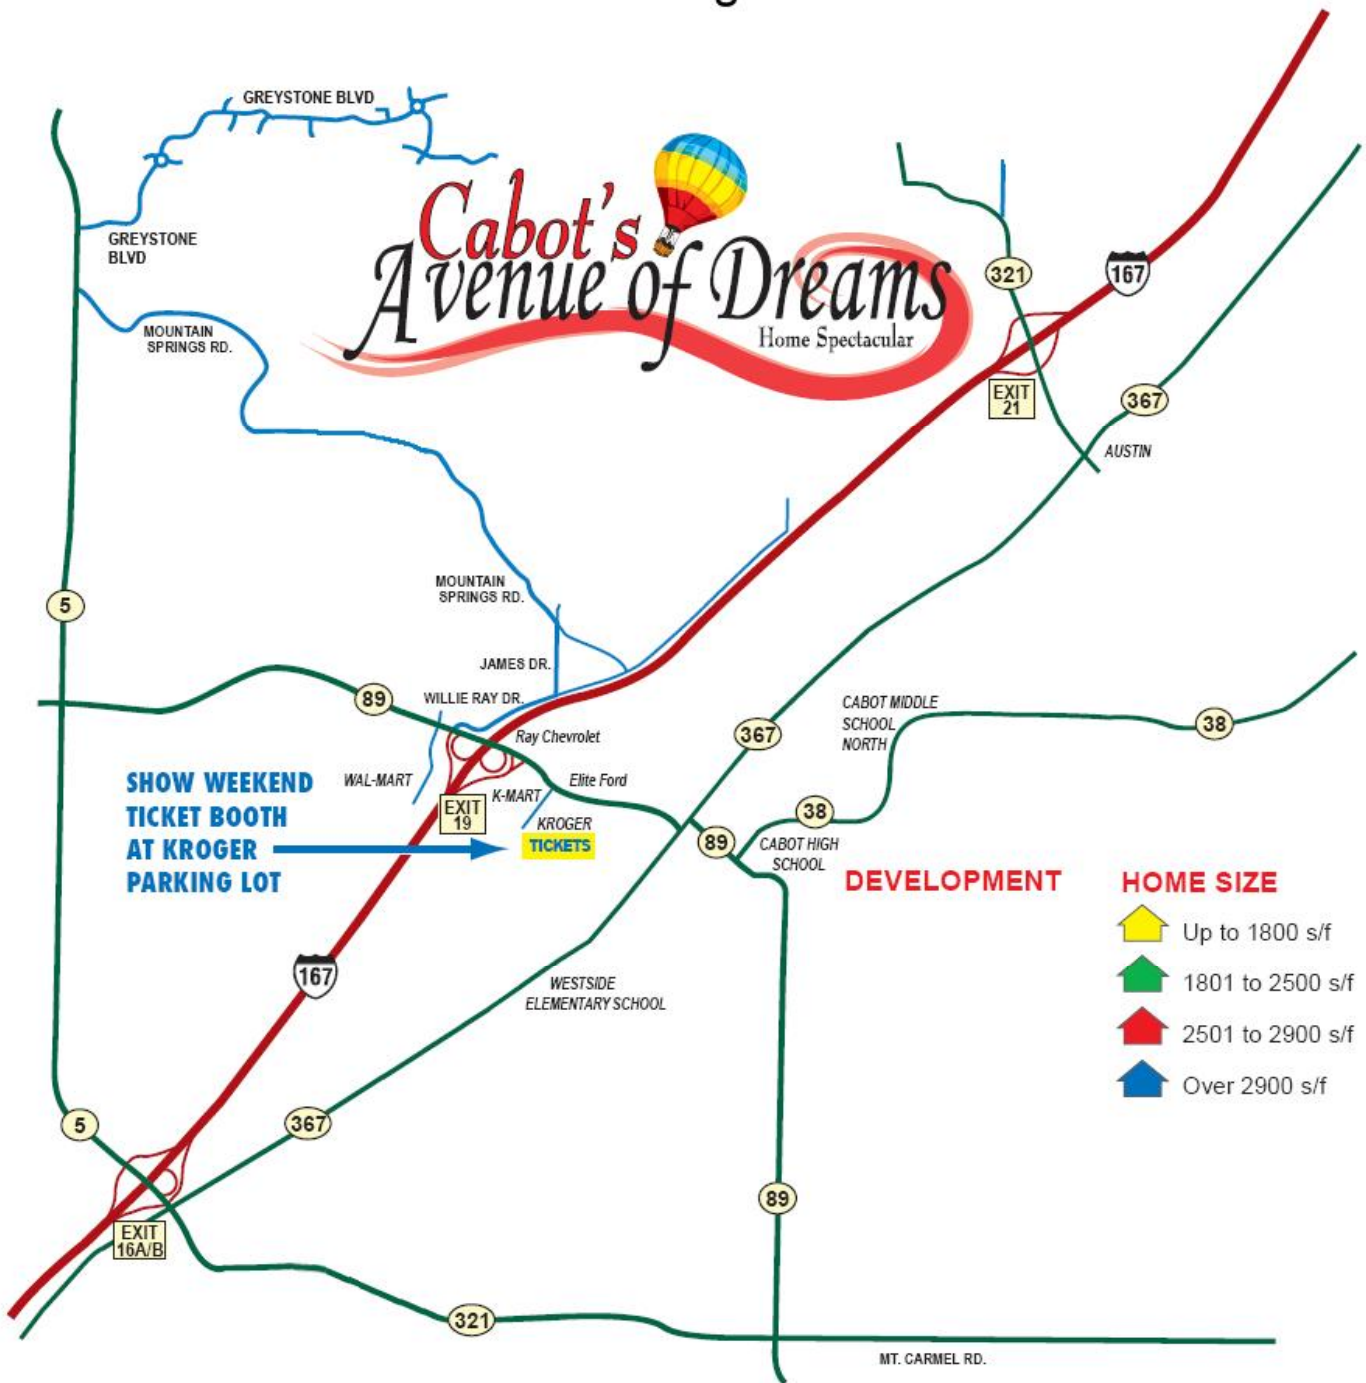 GREYSTONE BLVD
Cabot's
Avenue of Dreams
Home Spectacular
GREYSTONE
BLVD
MOUNTAIN
SPRINGS RD.
321
167
EXIT
21
367
AUSTIN
5
MOUNTAIN
SPRINGS RD.
JAMES DR.
89
WILLIE RAY DR.
Ray Chevrolet
367
CABOT MIDDLE
SCHOOL
NORTH
38
WAL-MART
Elite Ford
K-MART
EXIT
19
KROGER
TICKETS
SHOW WEEKEND
TICKET BOOTH
AT KROGER
PARKING LOT
38
89
CABOT HIGH
SCHOOL
DEVELOPMENT
HOME SIZE
Up to 1800 s/f
1801 to 2500 s/f
2501 to 2900 s/f
Over 2900 s/f
167
WESTSIDE
ELEMENTARY SCHOOL
5
367
89
EXIT
16A/B
321
MT. CARMEL RD.